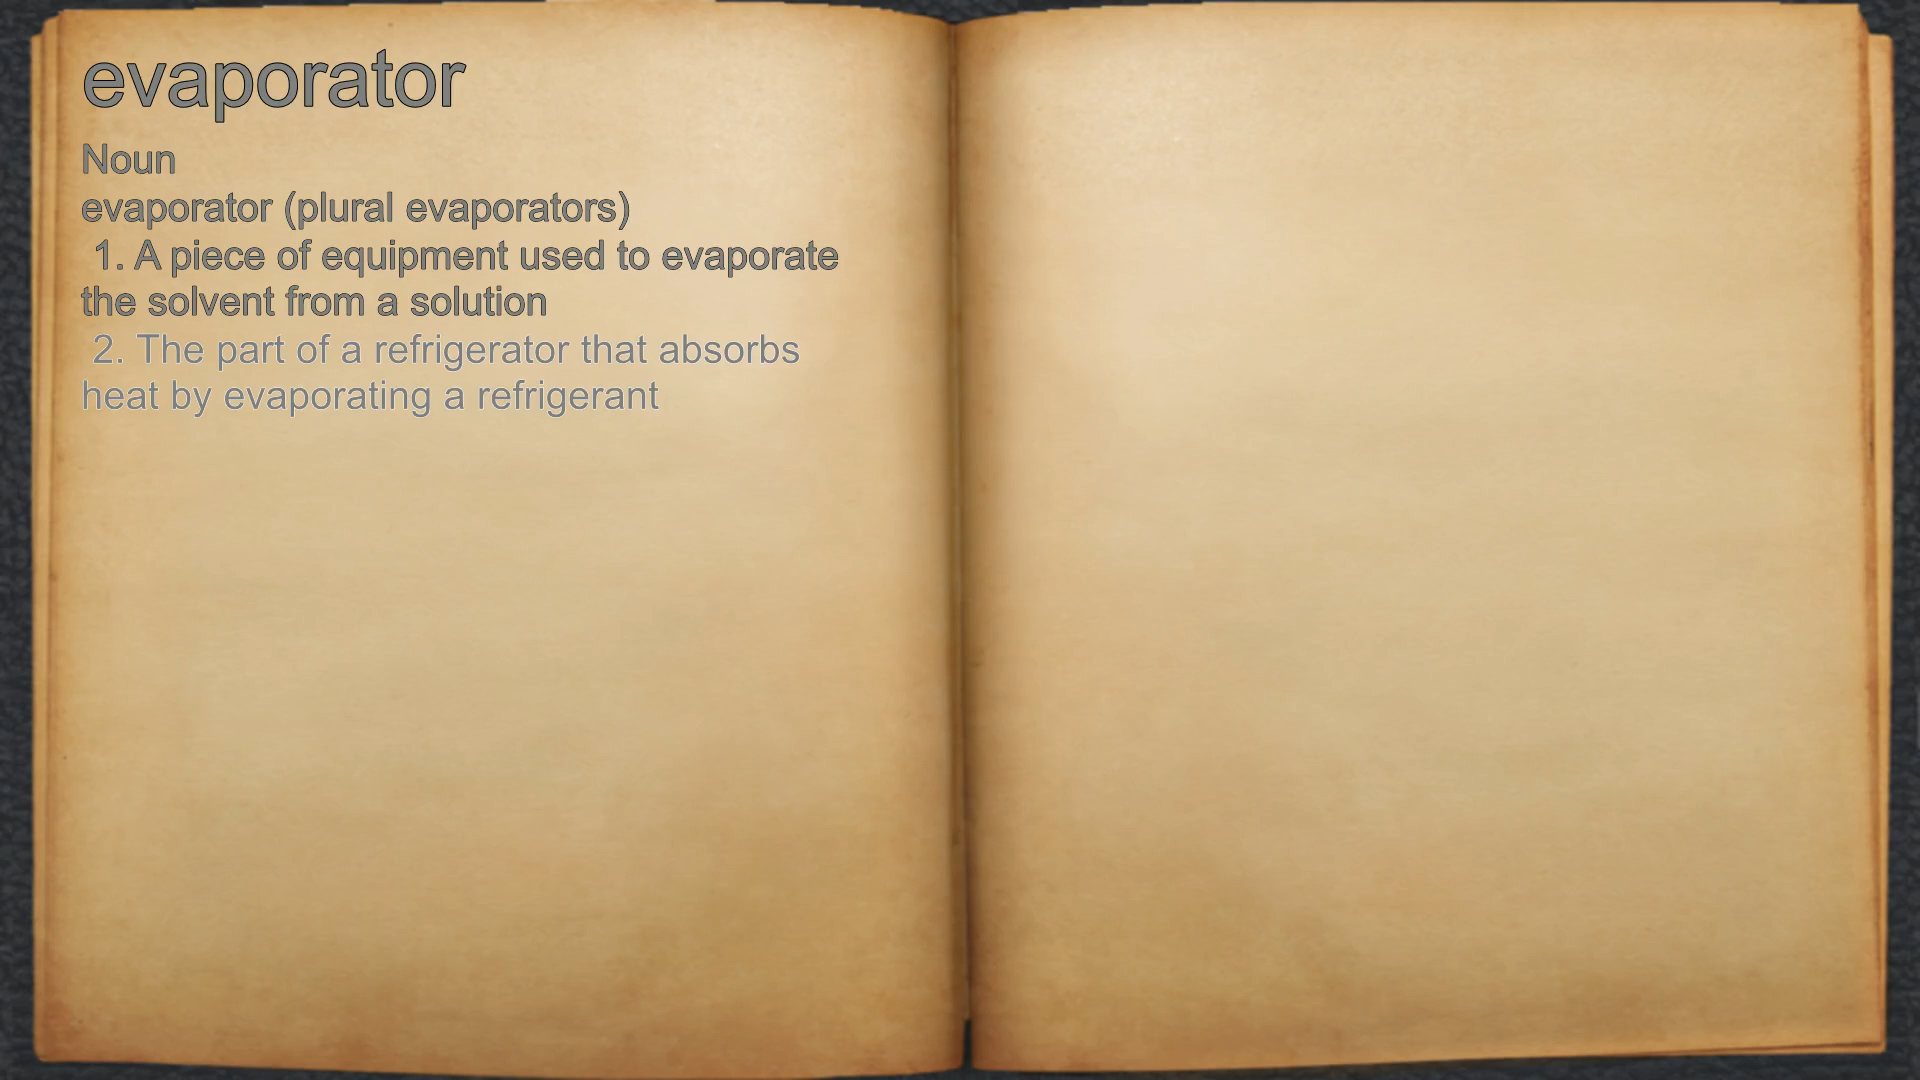 evaporator
Noun
evaporator (plural evaporators)
1. A piece of equipment used to evaporate
the solvent from a solution
2. The part of a refrigerator that absorbs
heat by evaporating a refrigerant